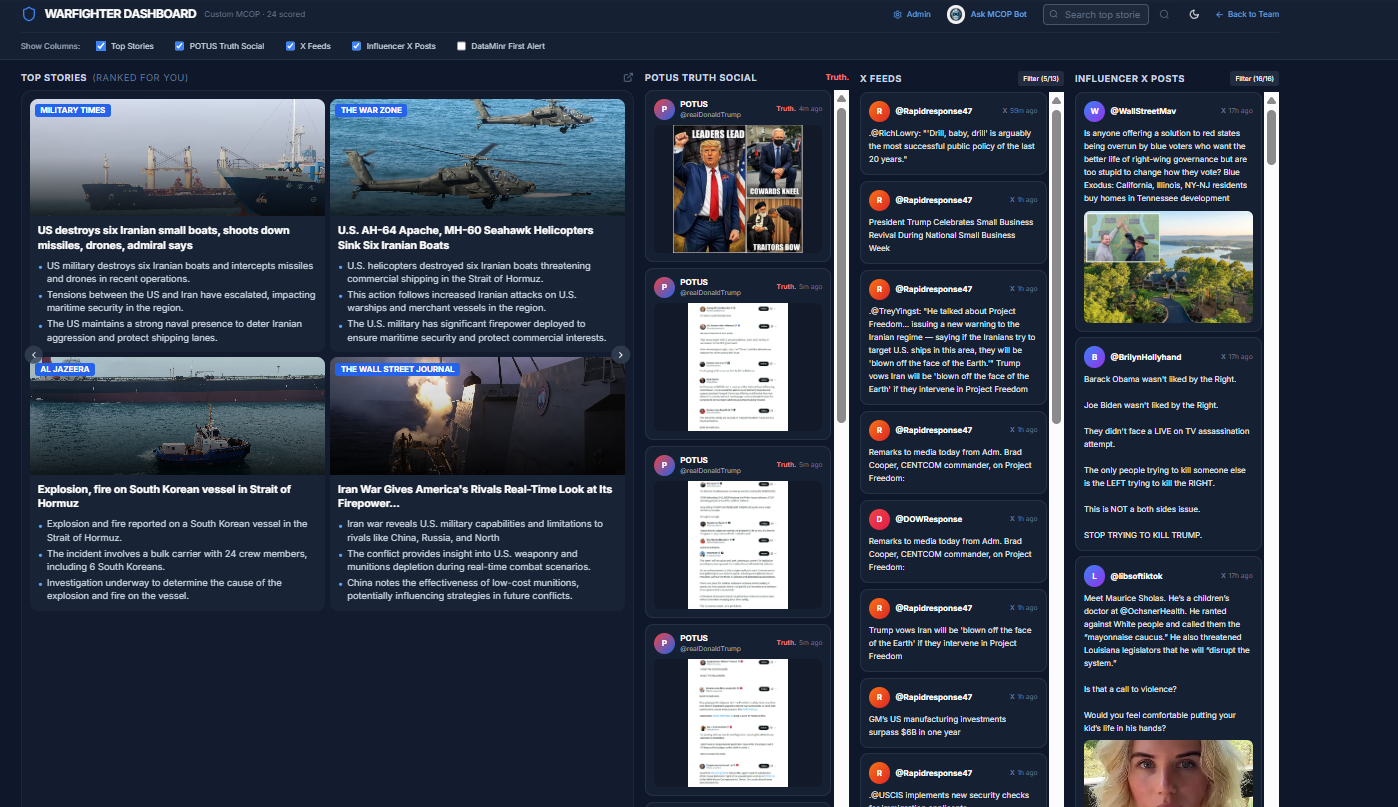 WARFIGHTER DASHBOARD
Custom MCOP · 24 scored
Admin
Ask MCOP Bot
Search top storie
← Back to Team
Show Columns:
Top Stories
POTUS Truth Social
X Feeds
Influencer X Posts
DataMinr First Alert
TOP STORIES (RANKED FOR YOU)
MILITARY TIMES
US destroys six Iranian small boats, shoots down
missiles, drones, admiral says
• US military destroys six Iranian boats and intercepts missiles
and drones in recent operations.
• Tensions between the US and Iran have escalated, impacting
maritime security in the region.
• The US maintains a strong naval presence to deter Iranian
aggression and protect shipping lanes.
THE WAR ZONE
U.S. AH-64 Apache, MH-60 Seahawk Helicopters
Sink Six Iranian Boats
• U.S. helicopters destroyed six Iranian boats threatening
commercial shipping in the Strait of Hormuz.
• This action follows increased Iranian attacks on U.S.
warships and merchant vessels in the region.
• The U.S. military has significant firepower deployed to
ensure maritime security and protect commercial interests.
AL JAZEERA
Explosion, fire on South Korean vessel in Strait of
Hormuz
• Explosion and fire reported on a South Korean vessel in the
Strait of Hormuz.
• The incident involves a bulk carrier with 24 crew members,
including 6 South Koreans.
• Investigation underway to determine the cause of the
explosion and fire on the vessel.
THE WALL STREET JOURNAL
Iran War Gives America's Rivals Real-Time Look at Its
Firepower...
• Iran war reveals U.S. military capabilities and limitations to
rivals like China, Russia, and North
• The conflict provides insight into U.S. weaponry and
munitions depletion during real-time combat scenarios.
• China notes the effectiveness of low-cost munitions,
potentially influencing strategies in future conflicts.
POTUS TRUTH SOCIAL
Truth.
P
POTUS
@realDonaldTrump
Truth. 4m ago
LEADERS LEAD
COWARDS KNEEL
TRAITORS BOW
P
POTUS
@realDonaldTrump
Truth. 5m ago
P
POTUS
@realDonaldTrump
Truth. 5m ago
P
POTUS
@realDonaldTrump
Truth. 5m ago
X FEEDS
Filter (5/13)
R
@Rapidresponse47
X 59m ago
.@RichLowry: "'Drill, baby, drill' is arguably
the most successful public policy of the last
20 years."
R
@Rapidresponse47
X 1h ago
President Trump Celebrates Small Business
Revival During National Small Business
Week
R
@Rapidresponse47
X 1h ago
.@TreyYingst: "He talked about Project
Freedom... issuing a new warning to the
Iranian regime — saying if the Iranians try to
target U.S. ships in this area, they will be
'blown off the face of the Earth.'" Trump
vows Iran will be 'blown off the face of the
Earth' if they intervene in Project Freedom
R
@Rapidresponse47
X 1h ago
Remarks to media today from Adm. Brad
Cooper, CENTCOM commander, on Project
Freedom:
D
@DOWResponse
X 1h ago
Remarks to media today from Adm. Brad
Cooper, CENTCOM commander, on Project
Freedom:
R
@Rapidresponse47
X 1h ago
Trump vows Iran will be 'blown off the face
of the Earth' if they intervene in Project
Freedom
R
@Rapidresponse47
X 1h ago
GM's US manufacturing investments
surpass $6B in one year
R
@Rapidresponse47
X 1h ago
.@USCIS implements new security checks
INFLUENCER X POSTS
Filter (16/16)
W
@WallStreetMav
X 17h ago
Is anyone offering a solution to red states
being overrun by blue voters who want the
better life of right-wing governance but are
too stupid to change how they vote? Blue
Exodus: California, Illinois, NY-NJ residents
buy homes in Tennessee development
B
@BrilynHollyhand
X 17h ago
Barack Obama wasn't liked by the Right.
Joe Biden wasn't liked by the Right.
They didn't face a LIVE on TV assassination
attempt.
The only people trying to kill someone else
is the LEFT trying to kill the RIGHT.
This is NOT a both sides issue.
STOP TRYING TO KILL TRUMP.
L
@libsoftiktok
X 17h ago
Meet Maurice Sholas. He's a children's
doctor at @OchsnerHealth. He ranted
against White people and called them the
"mayonnaise caucus." He also threatened
Louisiana legislators that he will "disrupt the
system."
Is that a call to violence?
Would you feel comfortable putting your
kid's life in his hands?